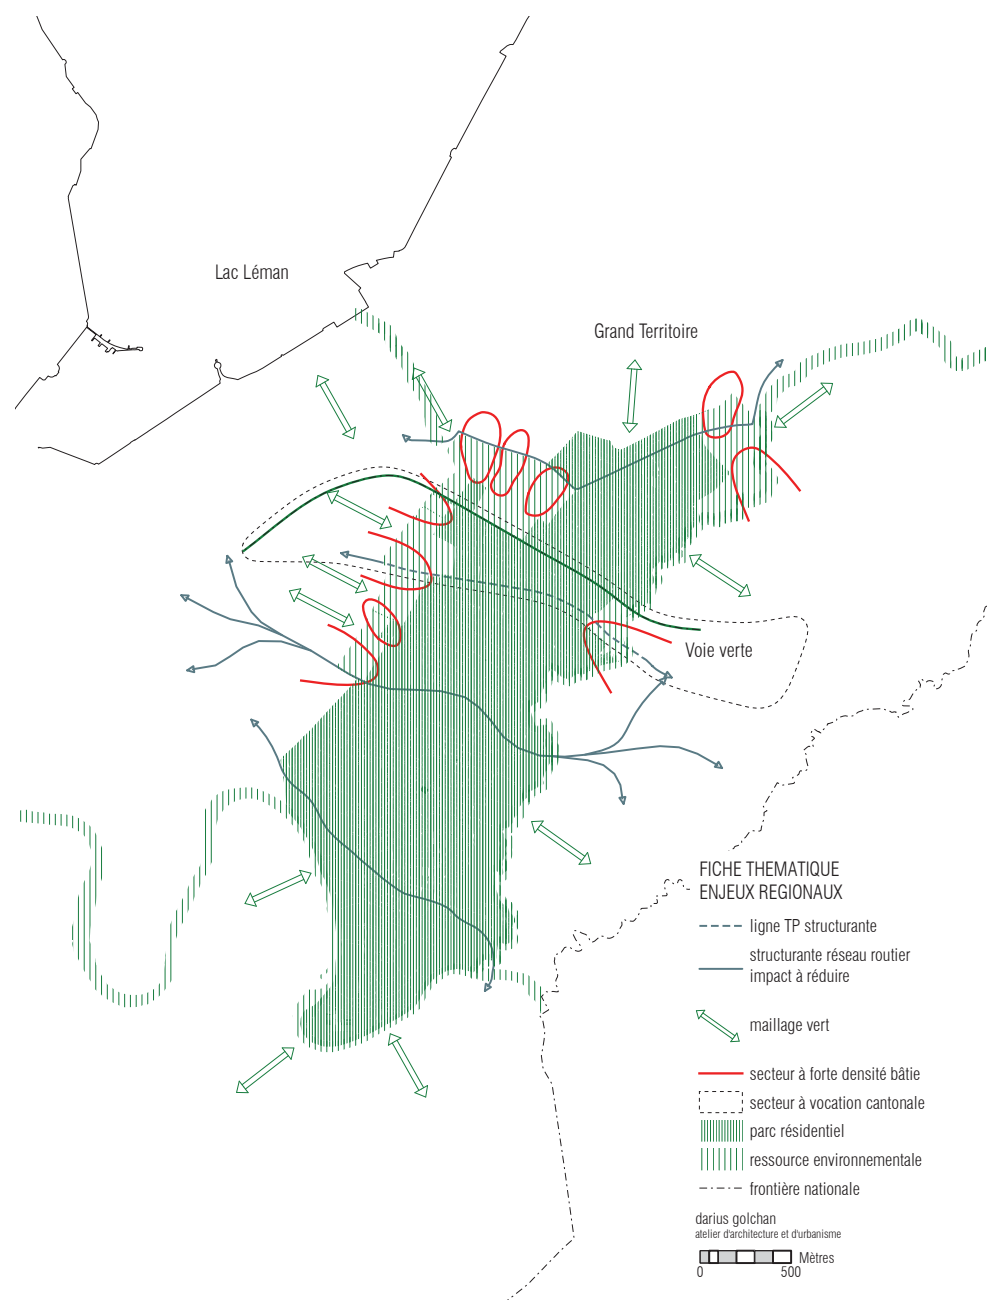 Lac Léman
Grand Territoire
Voie verte
FICHE THEMATIQUE
ENJEUX REGIONAUX
ligne TP structurante
structurante réseau routier
impact à réduire
maillage vert
secteur à forte densité bâtie
secteur à vocation cantonale
parc résidentiel
ressource environnementale
frontière nationale
darius golchan
atelier d'architecture et d'urbanisme
Mètres
0 500